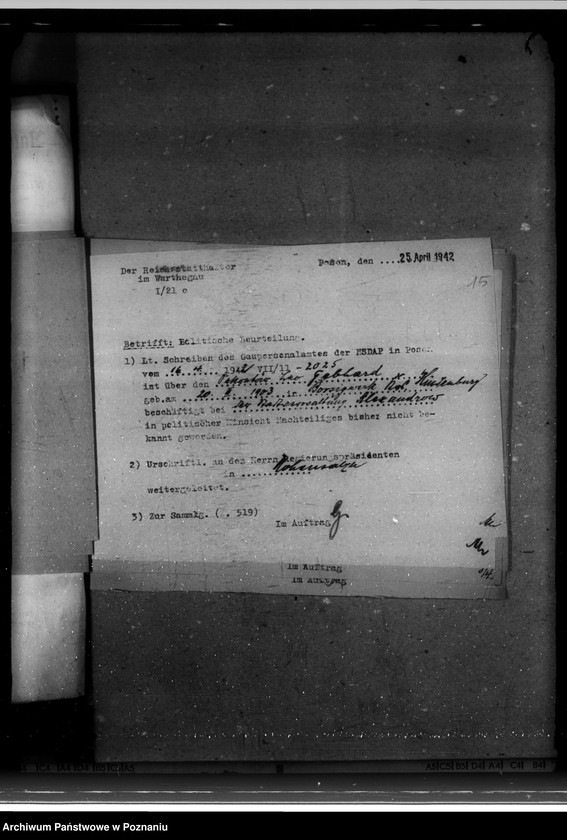 Der Reichsstatthalter
im Warthegau
I/21 c
Posen, den ....25. April 1942
15
Betrifft: Politische Beurteilung.
1) Lt. Schreiben des Gaupersonalamtes der NSDAP in Posen
vom 16. 4. 1942 VII/11 - 2025
ist über den Leo Gebhard
geb.am 20. 1903 in Hindenburg
beschäftigt bei Alexandrow
in politischer Hinsicht Nachteiliges bisher nicht be-
kannt geworden.
2) Urschriftl. an den Herrn Regierungspräsidenten
in Hohensalza
weitergeleitet.
3) Zur Sammlg. ( . 519)
Im Auftrag
Im Auftrag
Im Auftrag
Archiwum Państwowe w Poznaniu